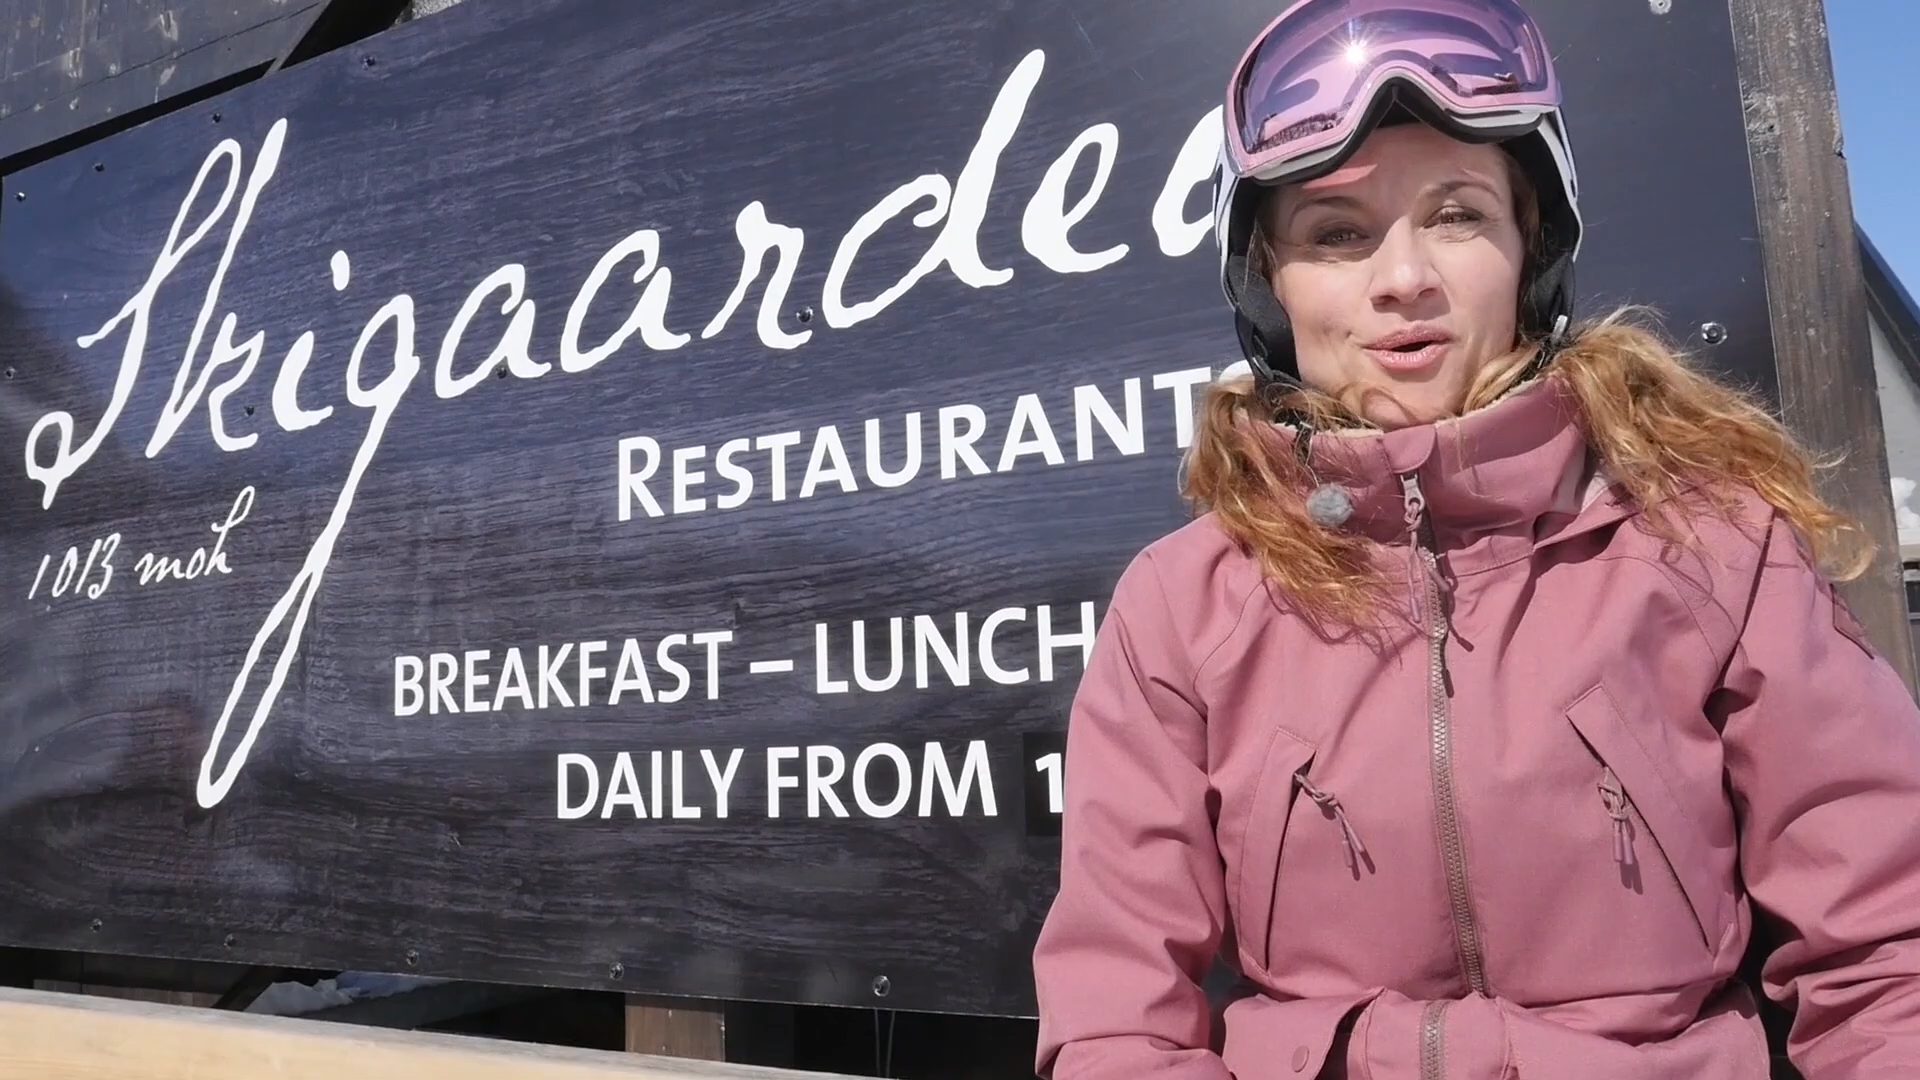 Skigaarden
RESTAURANT
1013 moh
BREAKFAST – LUNCH
DAILY FROM 1